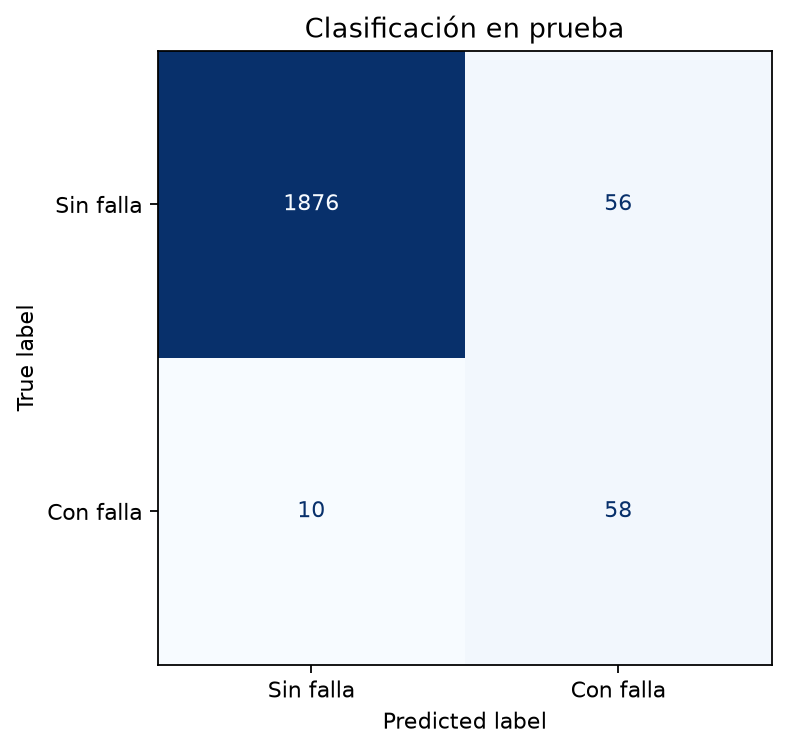 Clasificación en prueba
True label
Sin falla
1876
56
Con falla
10
58
Sin falla
Con falla
Predicted label